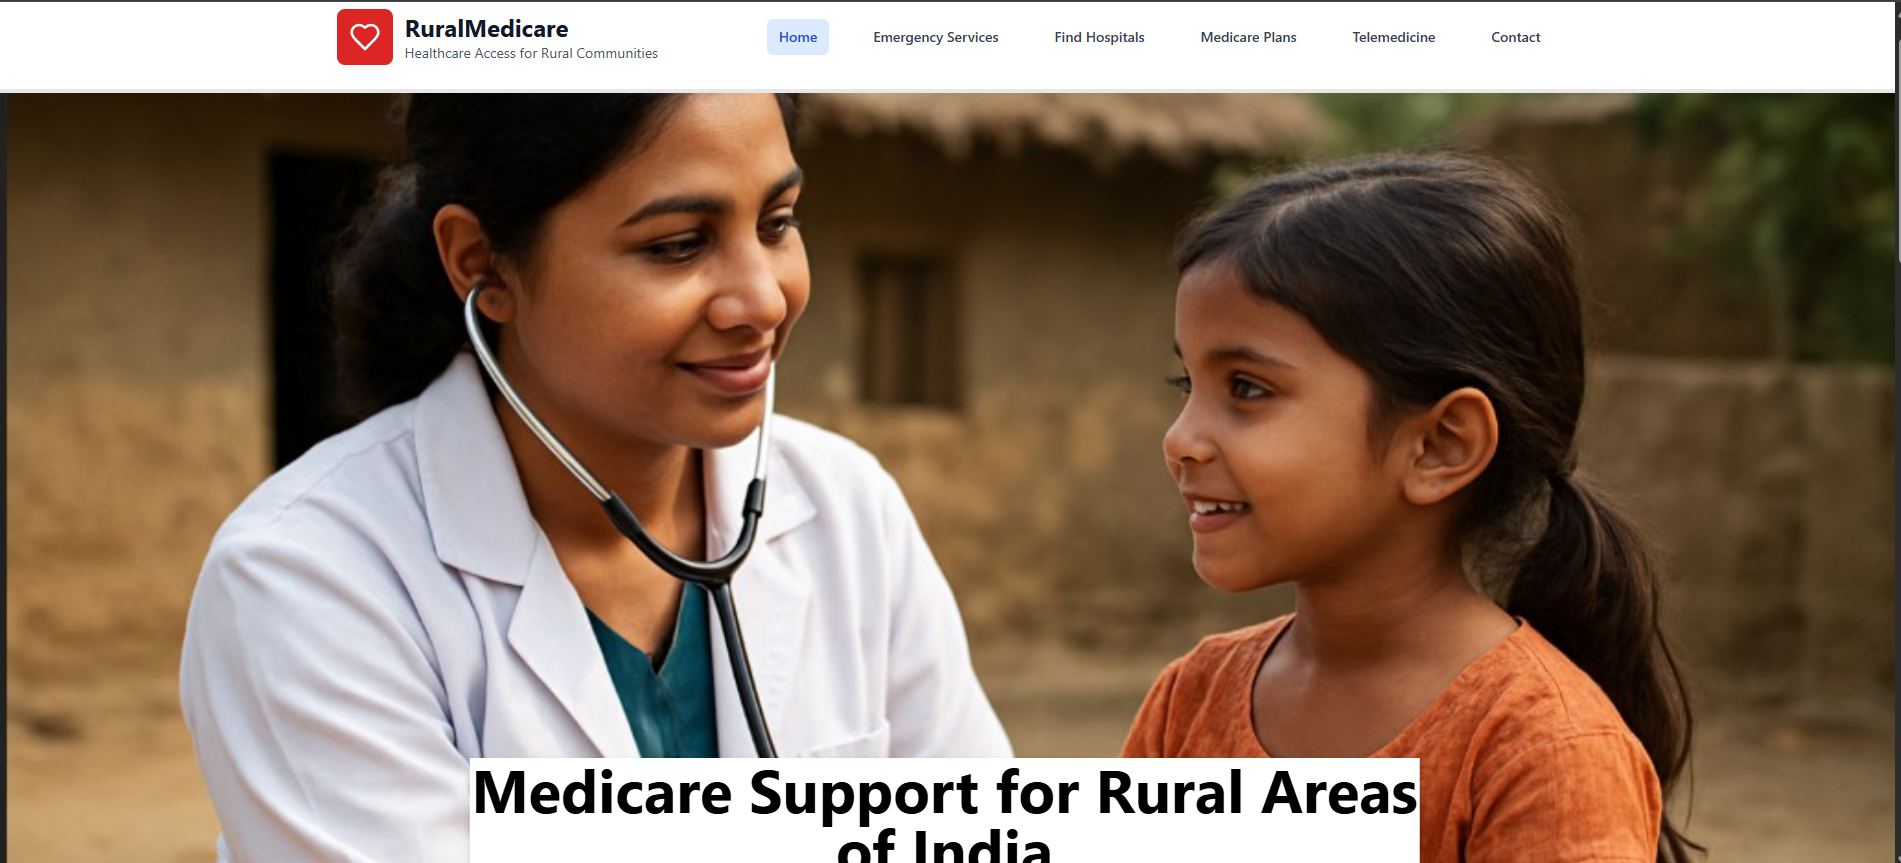 RuralMedicare
Healthcare Access for Rural Communities
Home
Emergency Services
Find Hospitals
Medicare Plans
Telemedicine
Contact
Medicare Support for Rural Areas
of India